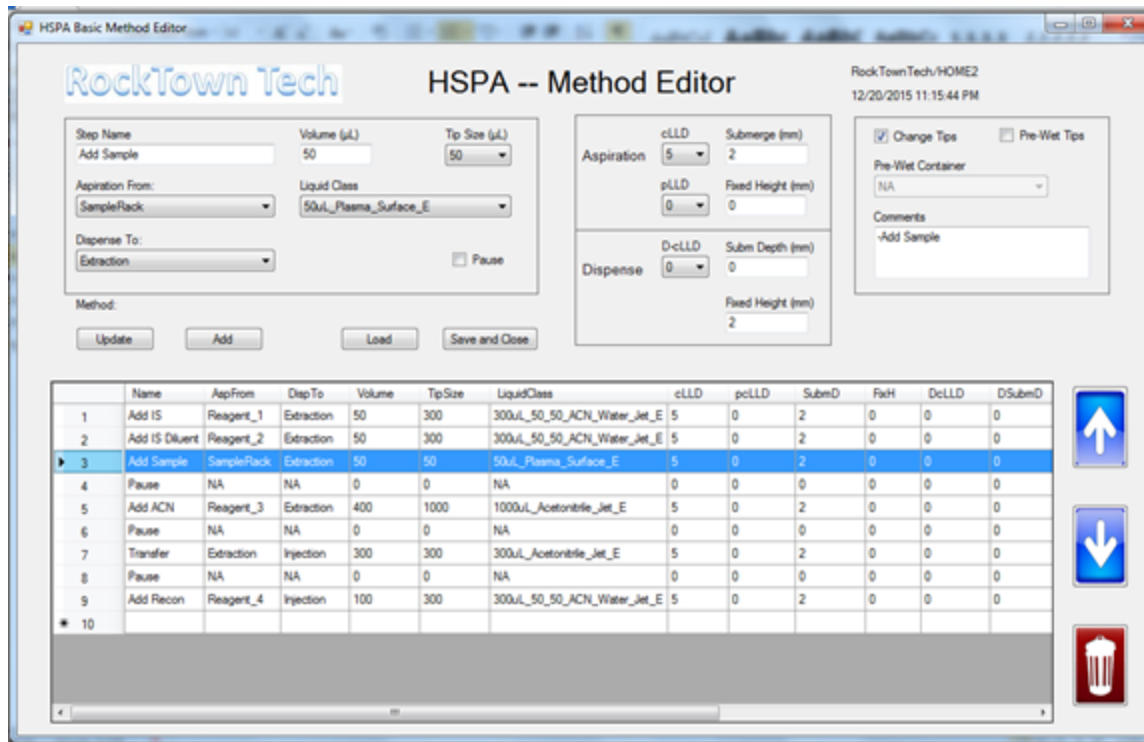 HSPA Basic Method Editor
RockTown Tech
HSPA -- Method Editor
RockTownTech/HOME2
12/20/2015 11:15:44 PM
Step Name
Volume (µL)
Tip Size (µL)
Add Sample
50
50
Aspiration From:
Liquid Class
SampleRack
50uL_Plasma_Surface_E
Dispense To:
Extraction
Pause
Method:
Update
Add
Load
Save and Close
cLLD
Submerge (mm)
Aspiration
5
2
pLLD
Fixed Height (mm)
0
0
D-cLLD
Subm Depth (mm)
Dispense
0
0
Fixed Height (mm)
2
Change Tips
Pre-Wet Tips
Pre-Wet Container
NA
Comments
-Add Sample
Name AspFrom DispTo Volume TipSize LiquidClass cLLD pcLLD SubmD FixH DcLLD DSubmD
1 Add IS Reagent_1 Extraction 50 300 300uL_50_50_ACN_Water_Jet_E 5 0 2 0 0 0
2 Add IS Diluent Reagent_2 Extraction 50 300 300uL_50_50_ACN_Water_Jet_E 5 0 2 0 0 0
3 Add Sample SampleRack Extraction 50 50 50uL_Plasma_Surface_E 5 0 2 0 0 0
4 Pause NA NA 0 0 NA 0 0 0 0 0 0
5 Add ACN Reagent_3 Extraction 400 1000 1000uL_Acetonitrile_Jet_E 5 0 2 0 0 0
6 Pause NA NA 0 0 NA 0 0 0 0 0 0
7 Transfer Extraction Injection 300 300 300uL_Acetonitrile_Jet_E 5 0 2 0 0 0
8 Pause NA NA 0 0 NA 0 0 0 0 0 0
9 Add Recon Reagent_4 Injection 100 300 300uL_50_50_ACN_Water_Jet_E 5 0 2 0 0 0
10